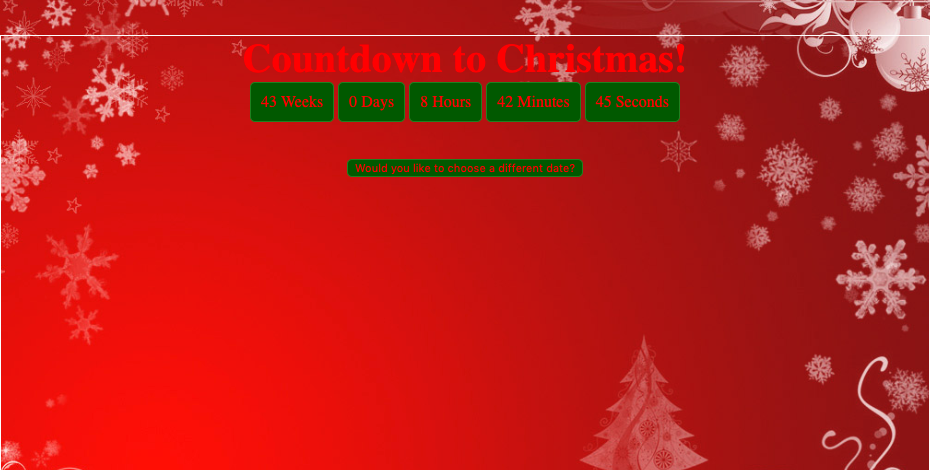 Countdown to Christmas!
43 Weeks 0 Days 8 Hours 42 Minutes 45 Seconds
Would you like to choose a different date?